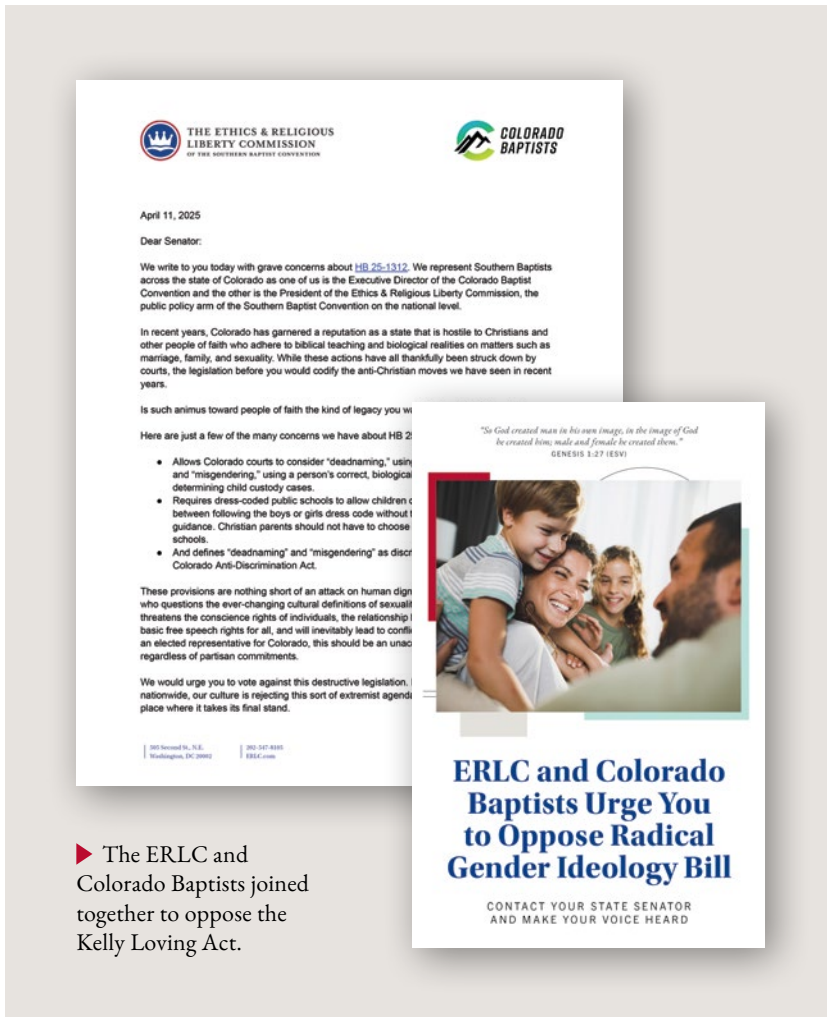 THE ETHICS & RELIGIOUS
LIBERTY COMMISSION
OF THE SOUTHERN BAPTIST CONVENTION
COLORADO
BAPTISTS
April 11, 2025
Dear Senator:
We write to you today with grave concerns about HB 25-1312. We represent Southern Baptists
across the state of Colorado as one of us is the Executive Director of the Colorado Baptist
Convention and the other is the President of the Ethics & Religious Liberty Commission, the
public policy arm of the Southern Baptist Convention on the national level.
In recent years, Colorado has garnered a reputation as a state that is hostile to Christians and
other people of faith who adhere to biblical teaching and biological realities on matters such as
marriage, family, and sexuality. While these actions have all thankfully been struck down by
courts, the legislation before you would codify the anti-Christian moves we have seen in recent
years.
Is such animus toward people of faith the kind of legacy you
Here are just a few of the many concerns we have about HB
• Allows Colorado courts to consider "deadnaming," using
and "misgendering," using a person's correct, biological
determining child custody cases.
• Requires dress-coded public schools to allow children
between following the boys or girls dress code without
guidance. Christian parents should not have to choose
schools.
• And defines "deadnaming" and "misgendering" as
Colorado Anti-Discrimination Act.
These provisions are nothing short of an attack on human
who questions the ever-changing cultural definitions of
threatens the conscience rights of individuals, the relationship
basic free speech rights for all, and will inevitably lead to
an elected representative for Colorado, this should be an
regardless of partisan commitments.
We would urge you to vote against this destructive legislation.
nationwide, our culture is rejecting this sort of extremist agenda
place where it takes its final stand.
505 Second St., N.E.
Washington, DC 20002
202-547-8105
ERLC.com
"So God created man in his own image, in the image of God
he created him; male and female he created them."
GENESIS 1:27 (ESV)
ERLC and Colorado
Baptists Urge You
to Oppose Radical
Gender Ideology Bill
CONTACT YOUR STATE SENATOR
AND MAKE YOUR VOICE HEARD
The ERLC and
Colorado Baptists joined
together to oppose the
Kelly Loving Act.